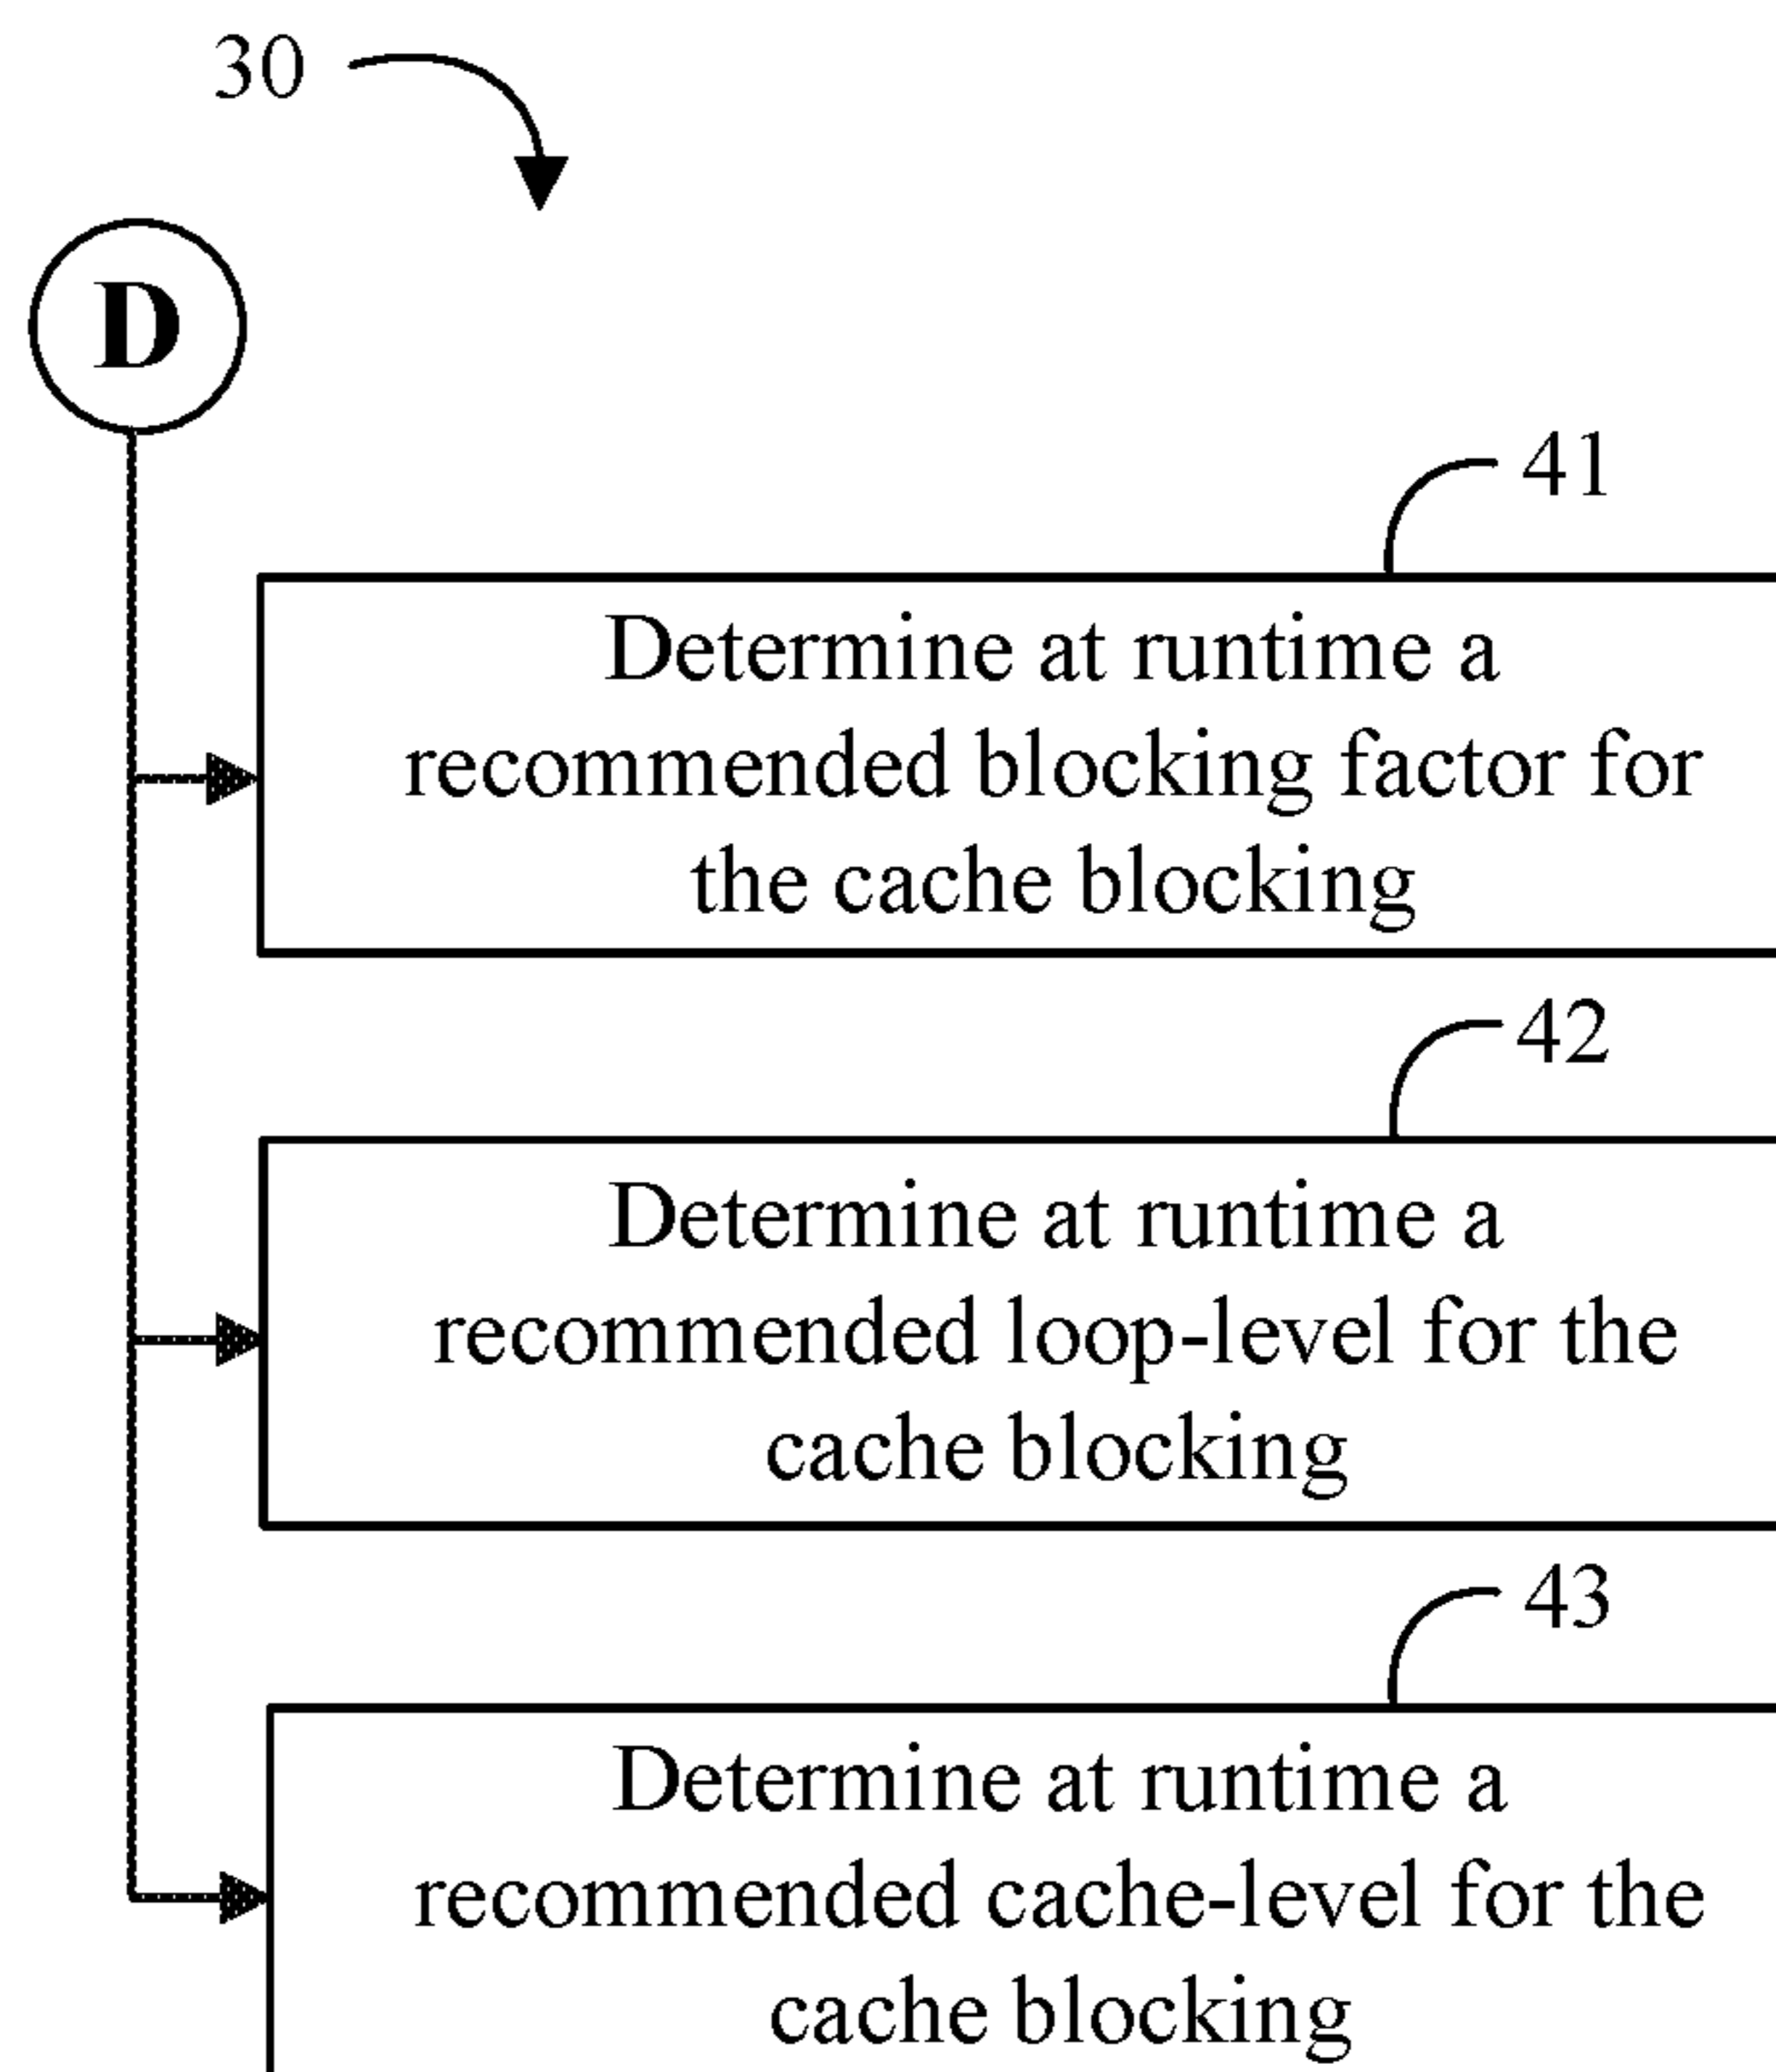 30
D
41
Determine at runtime a
recommended blocking factor for
the cache blocking
42
Determine at runtime a
recommended loop-level for the
cache blocking
43
Determine at runtime a
recommended cache-level for the
cache blocking